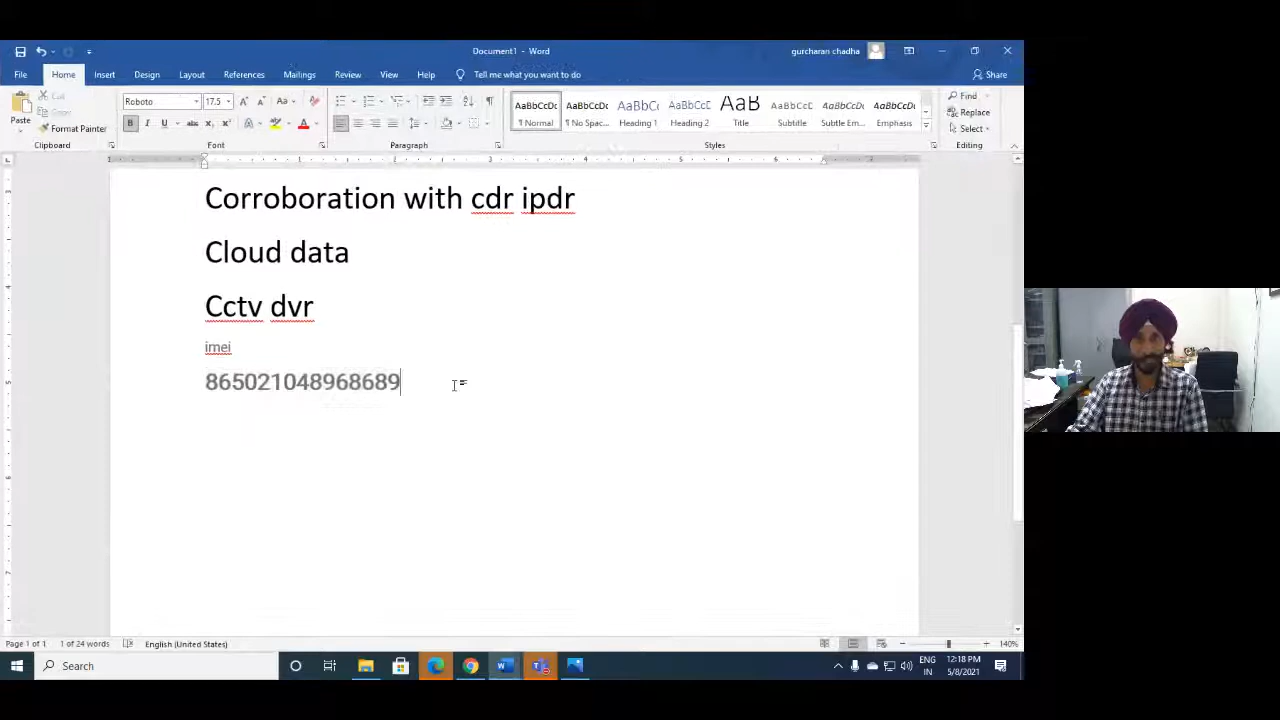 Document1 - Word
gurcharan chadha
File Home Insert Design Layout References Mailings Review View Help Tell me what you want to do Share
Paste
Cut
Copy
Format Painter
Clipboard
Roboto 17.5
Font
Paragraph
AaBbCcDc AaBbCcDc AaBbCc AaBbCcC AaB AaBbCcC AaBbCcDc AaBbCcDc
¶ Normal ¶ No Spac... Heading 1 Heading 2 Title Subtitle Subtle Em... Emphasis
Styles
Find
Replace
Select
Editing
Corroboration with cdr ipdr
Cloud data
Cctv dvr
imei
865021048968689
Page 1 of 1 1 of 24 words English (United States) 140%
Search
ENG
IN
12:18 PM
5/8/2021